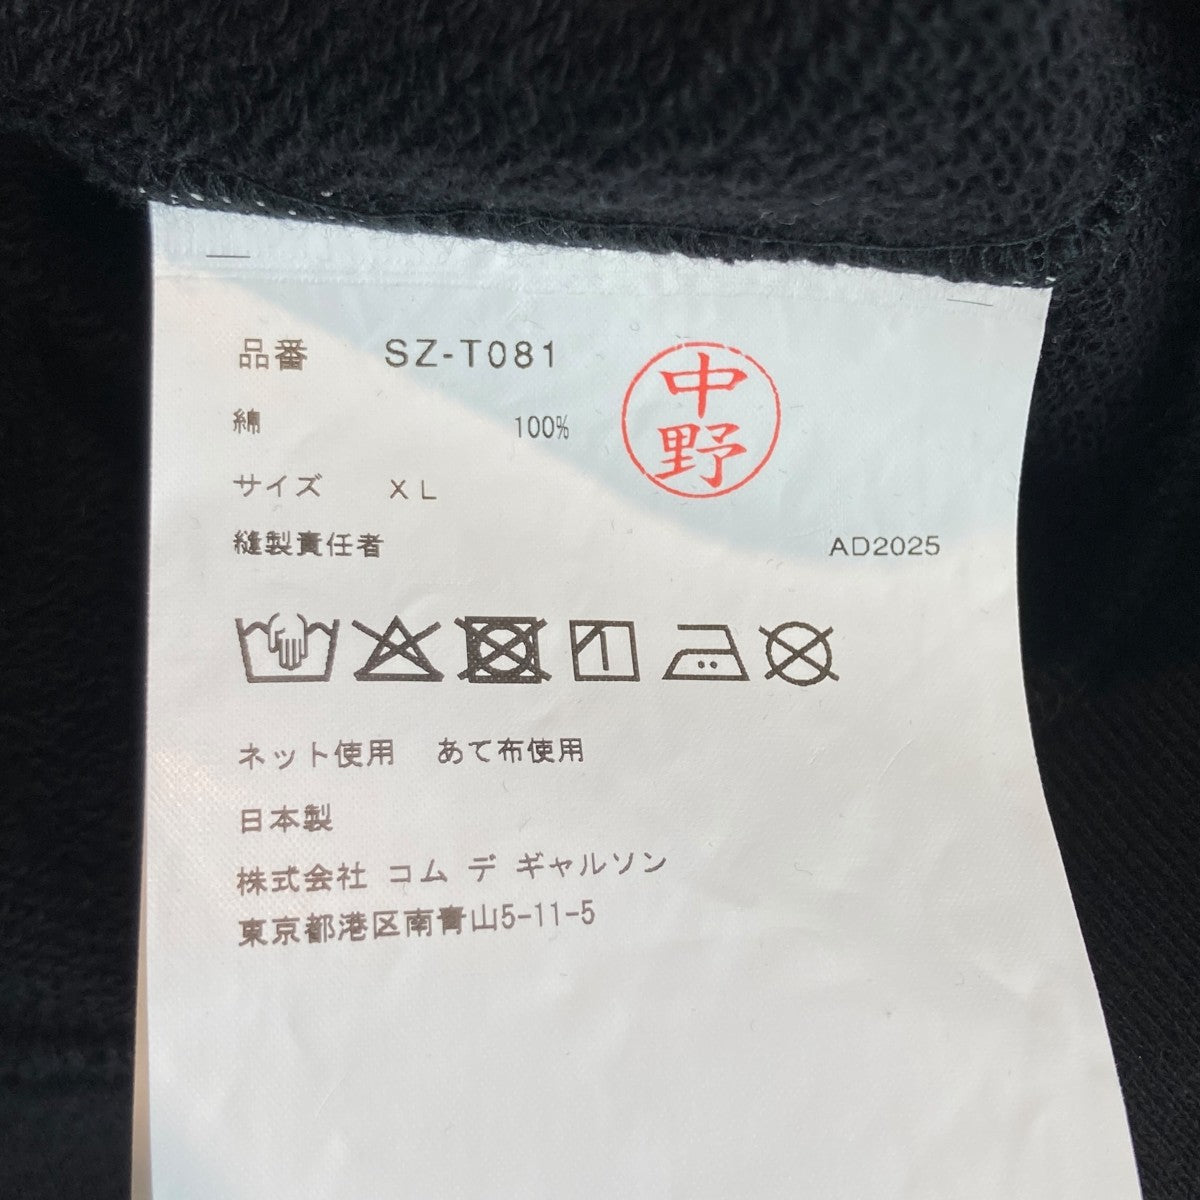 品番 SZ-T081
綿 100%
中野
サイズ XL
縫製責任者 AD2025
ネット使用 あて布使用
日本製
株式会社 コム デ ギャルソン
東京都港区南青山5-11-5